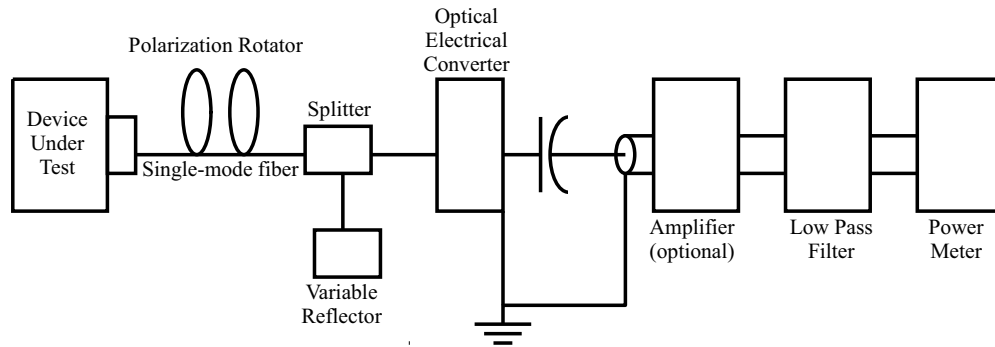 Optical
Electrical
Converter
Polarization Rotator
Splitter
Device
Under
Test
Single-mode fiber
Amplifier
(optional)
Low Pass
Filter
Power
Meter
Variable
Reflector